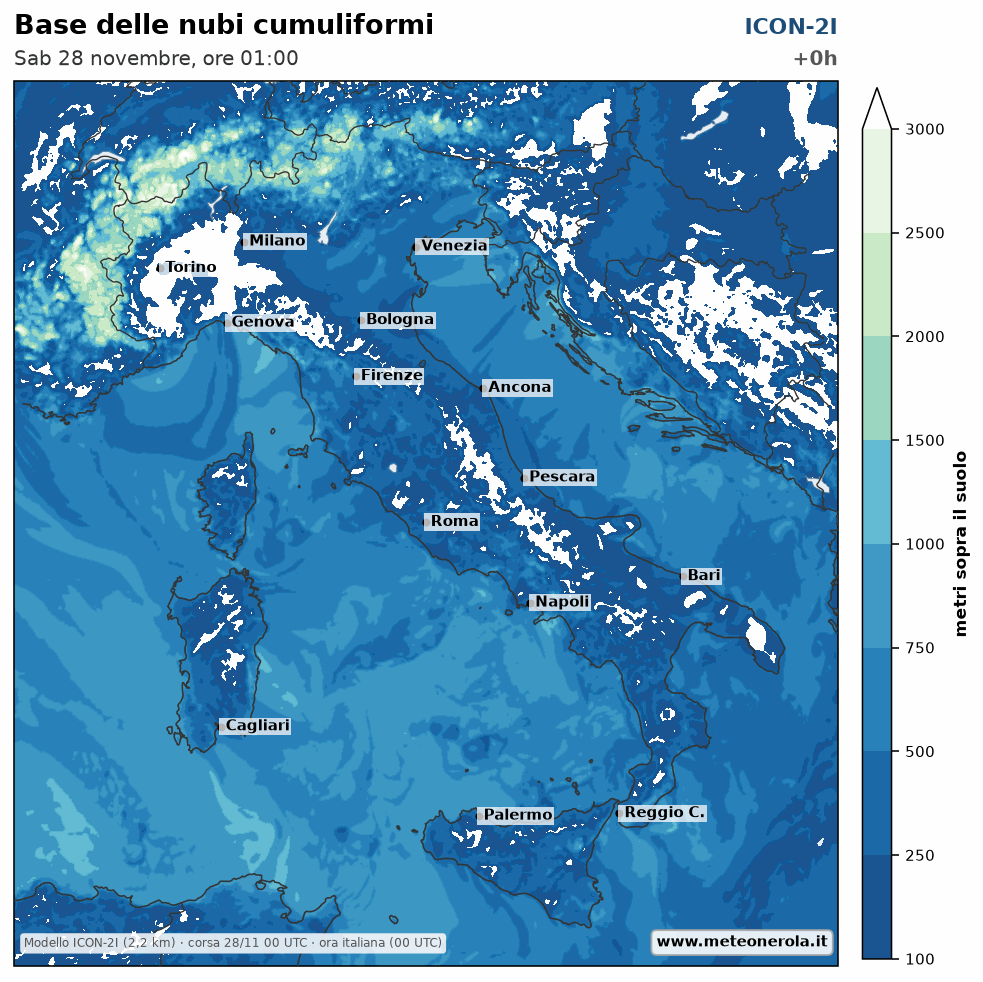 Base delle nubi cumuliformi
ICON-2I
Sab 28 novembre, ore 01:00
+0h
3000
2500
2000
1500
1000
750
500
250
100
metri sopra il suolo
Milano
Venezia
Torino
Genova
Bologna
Firenze
Ancona
Pescara
Roma
Bari
Napoli
Cagliari
Palermo
Reggio C.
Modello ICON-2I (2,2 km) · corsa 28/11 00 UTC · ora italiana (00 UTC)
www.meteonerola.it